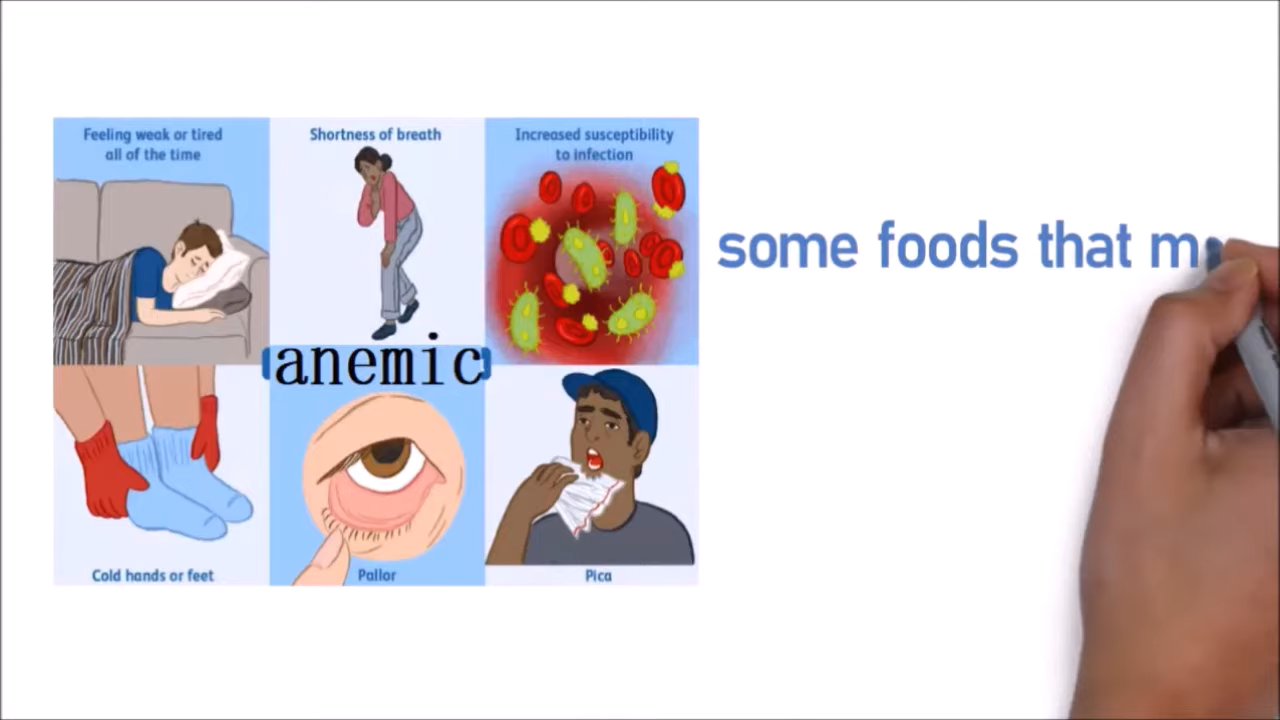 Feeling weak or tired
all of the time
Shortness of breath
Increased susceptibility
to infection
anemic
Cold hands or feet
Pallor
Pica
some foods that m